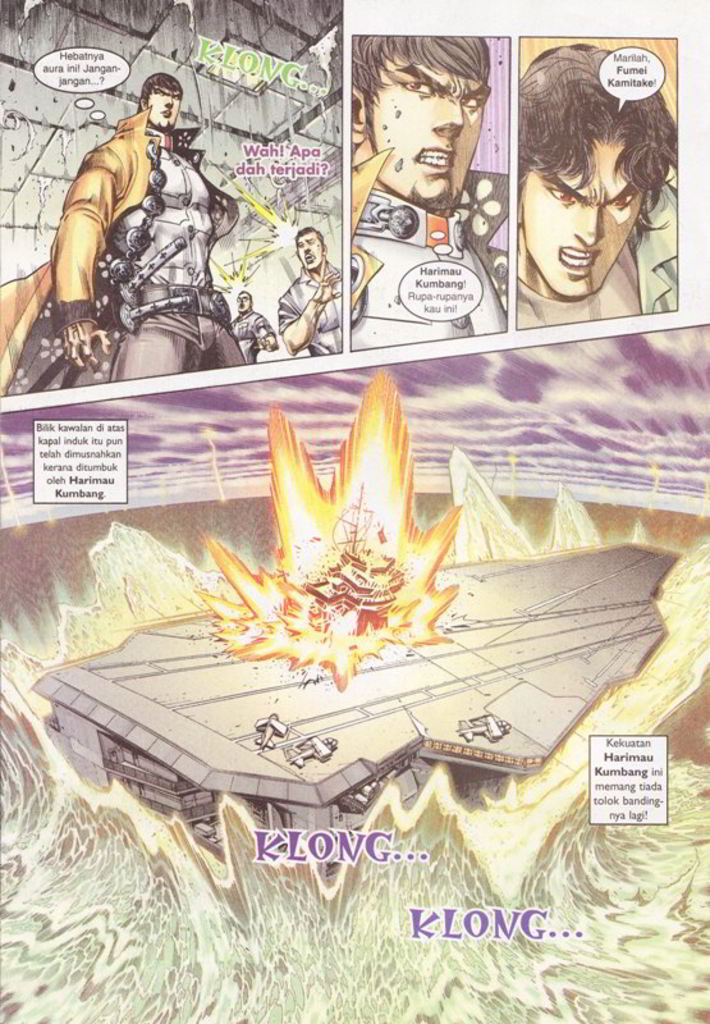 Hebatnya
aura ini! Jangan-
jangan...?
KLONG...
Wah! Apa
dah terjadi?
Harimau
Kumbang!
Rupa-rupanya
kau ini!
Marilah,
Fumei
Kamitake!
Bilik kawalan di atas
kapal induk itu pun
telah dimusnahkan
kerana ditumbuk
oleh Harimau
Kumbang.
Kekuatan
Harimau
Kumbang ini
memang tiada
tolok banding-
nya lagi!
KLONG...
KLONG...